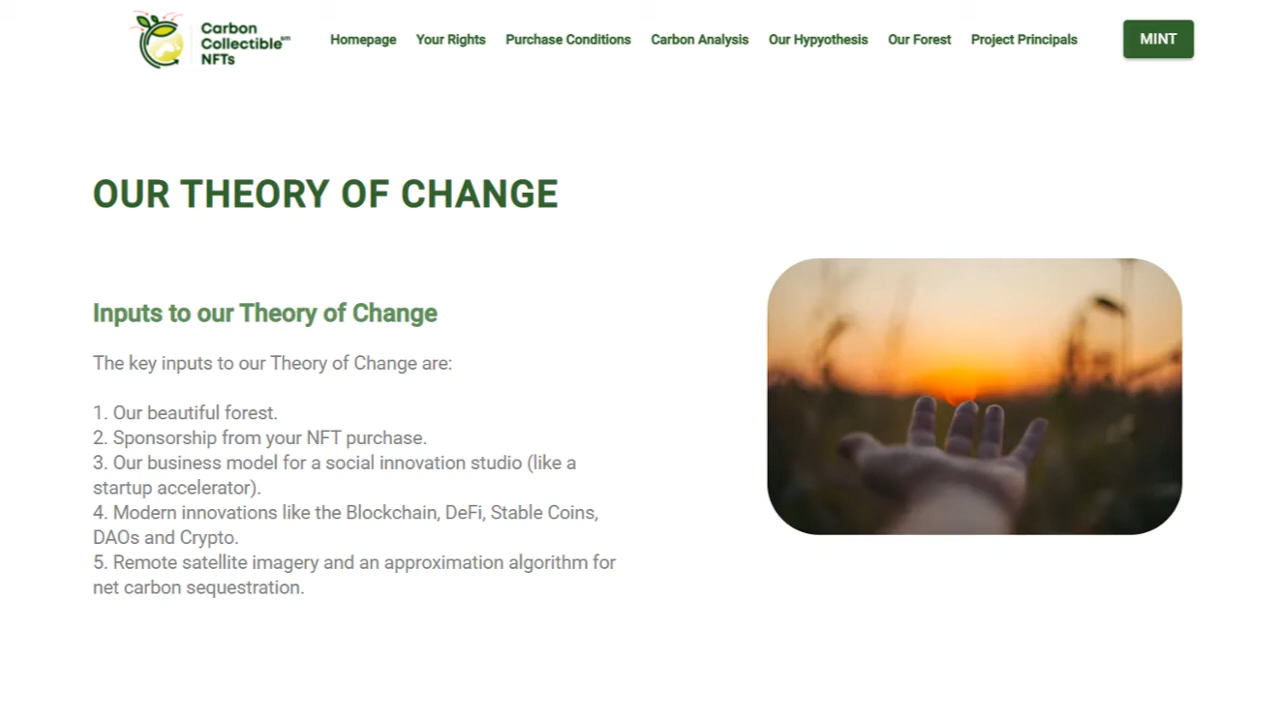 Carbon
Collectible℠
NFTs
Homepage
Your Rights
Purchase Conditions
Carbon Analysis
Our Hypyothesis
Our Forest
Project Principals
MINT
OUR THEORY OF CHANGE
Inputs to our Theory of Change
The key inputs to our Theory of Change are:
1. Our beautiful forest.
2. Sponsorship from your NFT purchase.
3. Our business model for a social innovation studio (like a
startup accelerator).
4. Modern innovations like the Blockchain, DeFi, Stable Coins,
DAOs and Crypto.
5. Remote satellite imagery and an approximation algorithm for
net carbon sequestration.